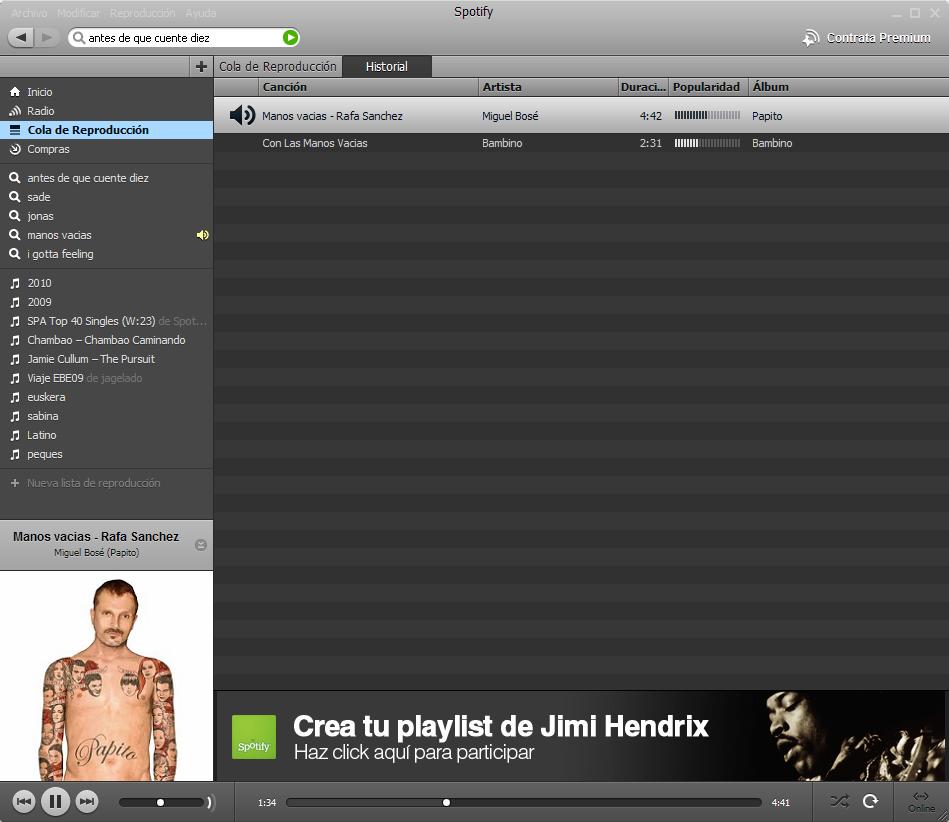 Archivo Modificar Reproducción Ayuda
Spotify
antes de que cuente diez
Contrata Premium
+ Cola de Reproducción Historial
Canción Artista Duraci... Popularidad Álbum
Manos vacias - Rafa Sanchez Miguel Bosé 4:42 Papito
Con Las Manos Vacias Bambino 2:31 Bambino
Inicio
Radio
Cola de Reproducción
Compras
antes de que cuente diez
sade
jonas
manos vacias
i gotta feeling
2010
2009
SPA Top 40 Singles (W:23) de Spot...
Chambao – Chambao Caminando
Jamie Cullum – The Pursuit
Viaje EBE09 de jagelado
euskera
sabina
Latino
peques
+ Nueva lista de reproducción
Manos vacias - Rafa Sanchez
Miguel Bosé (Papito)
Papito
Spotify
Crea tu playlist de Jimi Hendrix
Haz click aquí para participar
1:34 4:41
Online